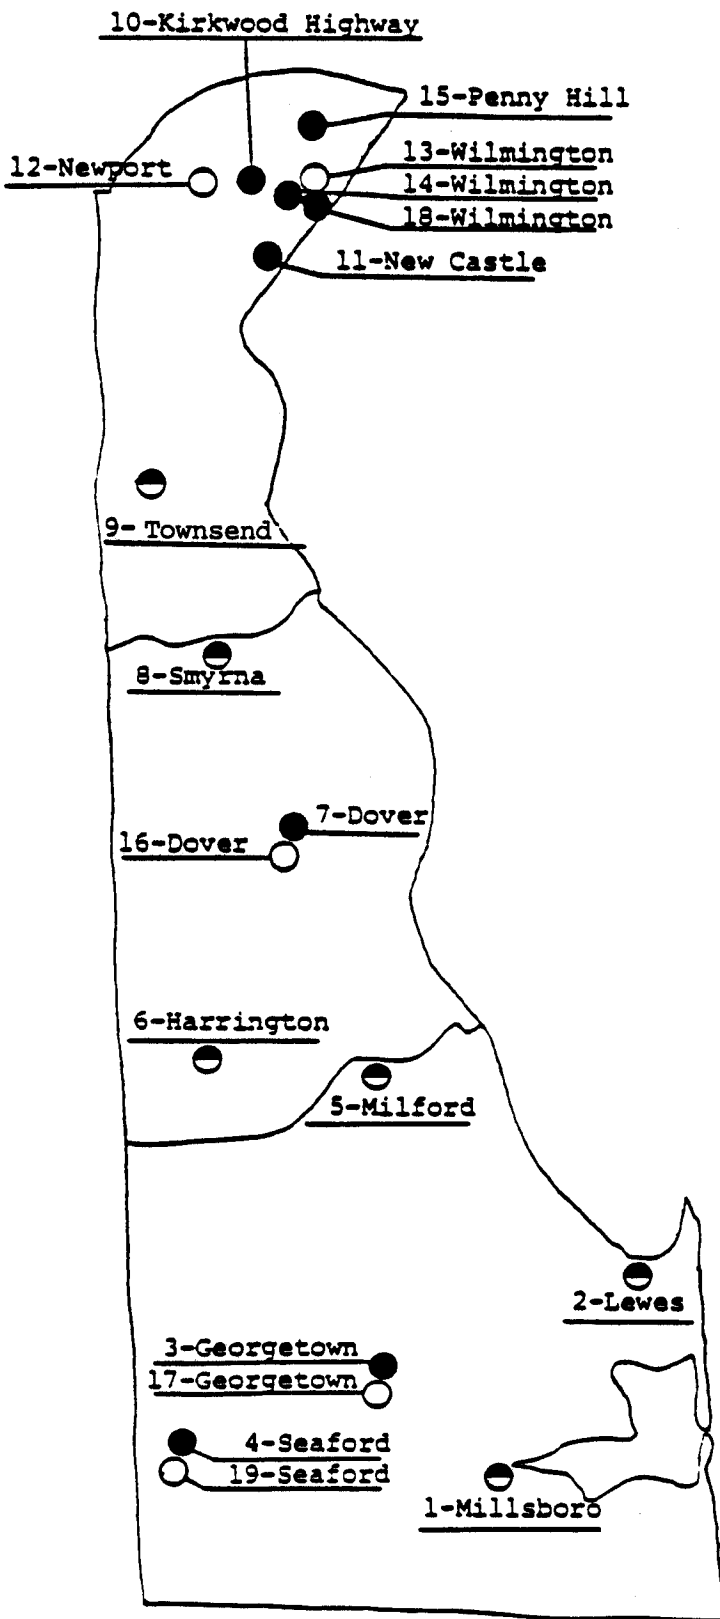 10-Kirkwood Highway
15-Penny Hill
13-Wilmington
12-Newport
14-Wilmington
18-Wilmington
11-New Castle
9- Townsend
8-Smyrna
7-Dover
16-Dover
6-Harrington
5-Milford
2-Lewes
3-Georgetown
17-Georgetown
4-Seaford
19-Seaford
1-Millsboro